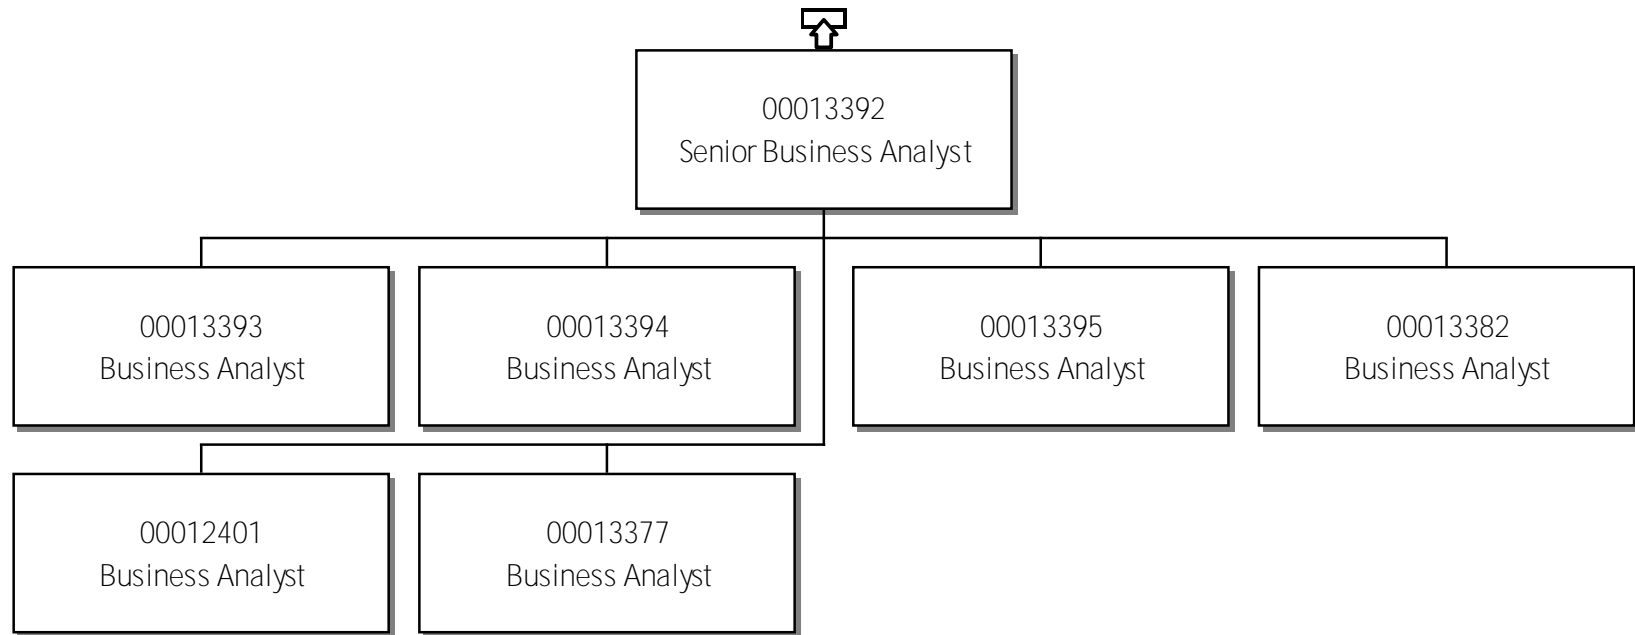 00013392
Senior Business Analyst
00013393
Business Analyst
00013394
Business Analyst
00013395
Business Analyst
00013382
Business Analyst
00012401
Business Analyst
00013377
Business Analyst